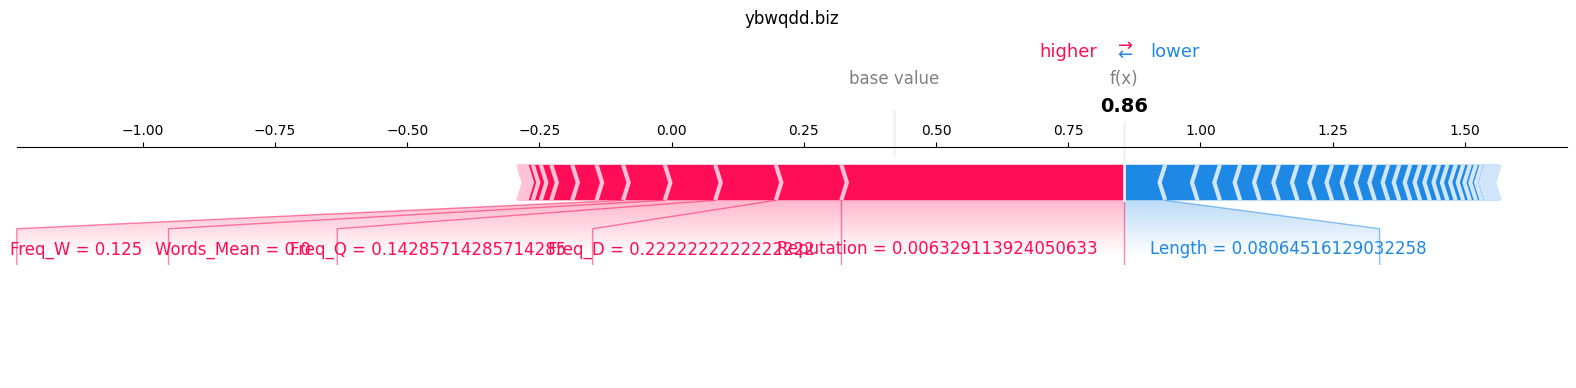 ybwqdd.biz
higher ⇄ lower
base value f(x)
0.86
−1.00 −0.75 −0.50 −0.25 0.00 0.25 0.50 0.75 1.00 1.25 1.50
Freq_W = 0.125 Words_Mean = 0.0 Freq_Q = 0.14285714285714285 Freq_D = 0.2222222222222222 Reputation = 0.006329113924050633 Length = 0.08064516129032258